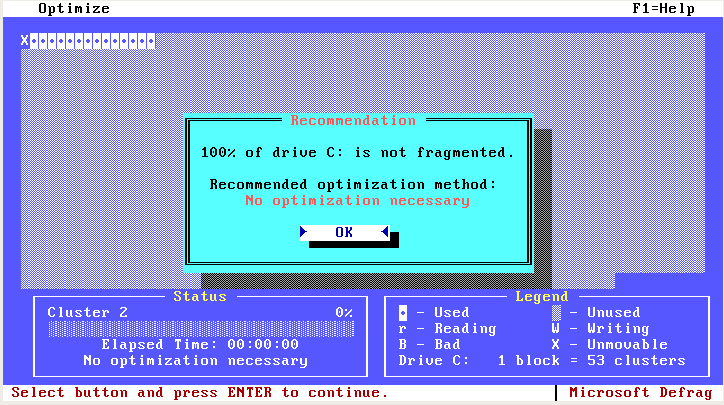 Optimize F1=Help
X
Recommendation
100% of drive C: is not fragmented.
Recommended optimization method:
No optimization necessary
OK
Status
Cluster 2 0%
Elapsed Time: 00:00:00
No optimization necessary
Legend
• - Used ▒ - Unused
r - Reading W - Writing
B - Bad X - Unmovable
Drive C: 1 block = 53 clusters
Select button and press ENTER to continue. | Microsoft Defrag